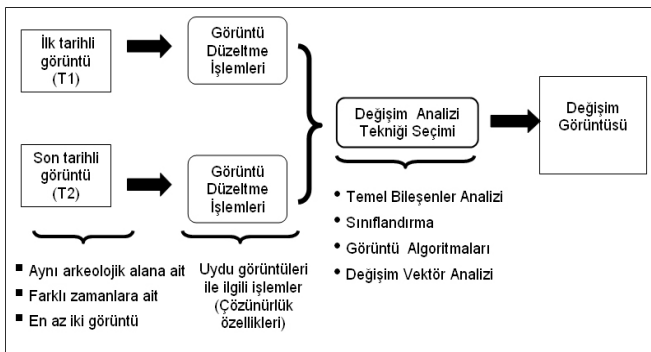 İlk tarihli
görüntü
(T1)
Görüntü
Düzeltme
İşlemleri
Son tarihli
görüntü
(T2)
Görüntü
Düzeltme
İşlemleri
Değişim Analizi
Tekniği Seçimi
Değişim
Görüntüsü
▪ Aynı arkeolojik alana ait
▪ Farklı zamanlara ait
▪ En az iki görüntü
Uydu görüntüleri
ile ilgili işlemler
(Çözünürlük
özellikleri)
• Temel Bileşenler Analizi
• Sınıflandırma
• Görüntü Algoritmaları
• Değişim Vektör Analizi